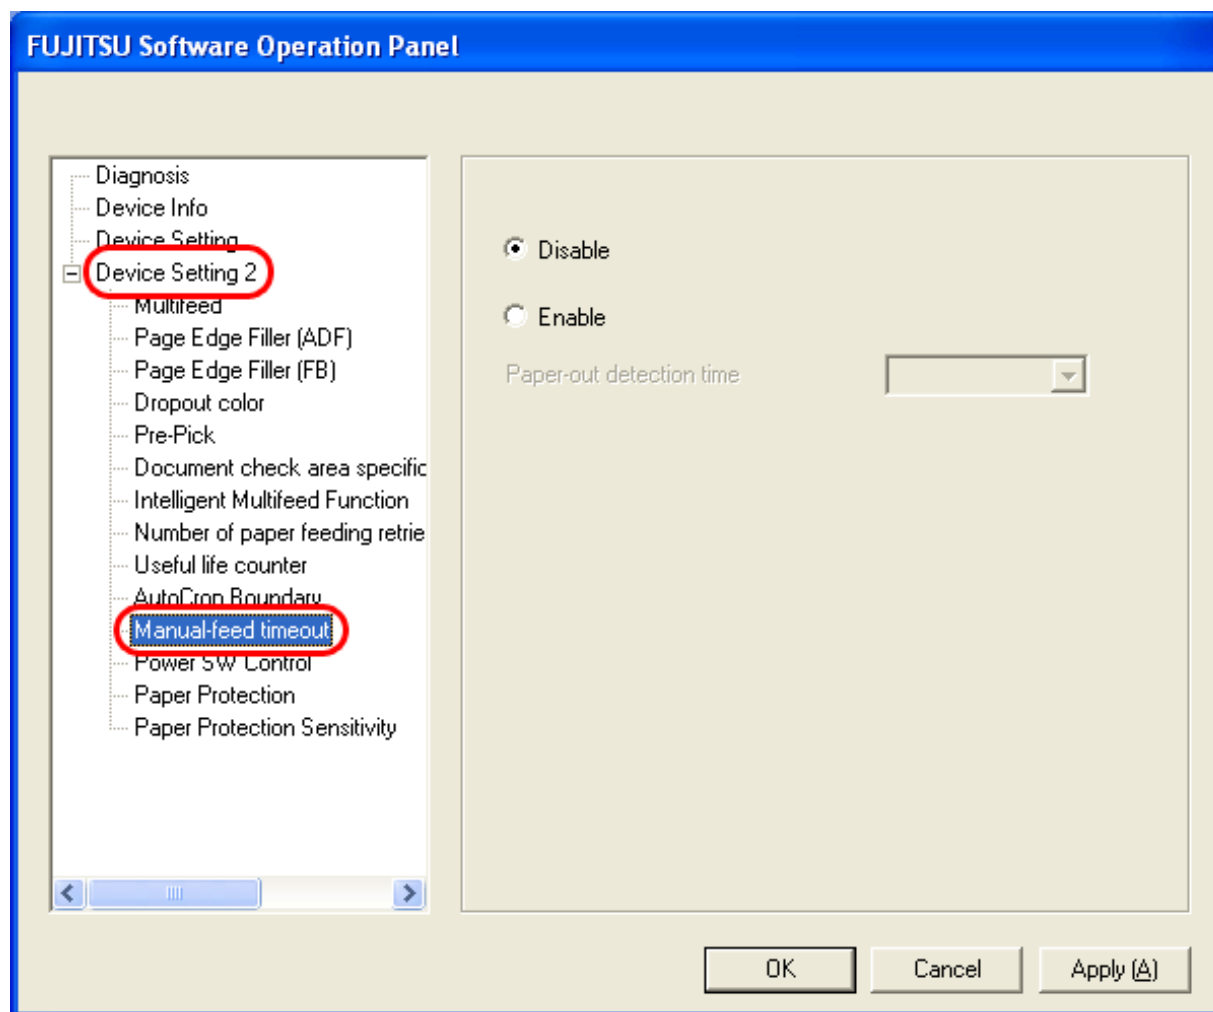 FUJITSU Software Operation Panel
Diagnosis
Device Info
Device Setting
Device Setting 2
Multifeed
Page Edge Filler (ADF)
Page Edge Filler (FB)
Dropout color
Pre-Pick
Document check area specific
Intelligent Multifeed Function
Number of paper feeding retrie
Useful life counter
AutoCrop Boundary
Manual-feed timeout
Power SW Control
Paper Protection
Paper Protection Sensitivity
Disable
Enable
Paper-out detection time
OK
Cancel
Apply (A)